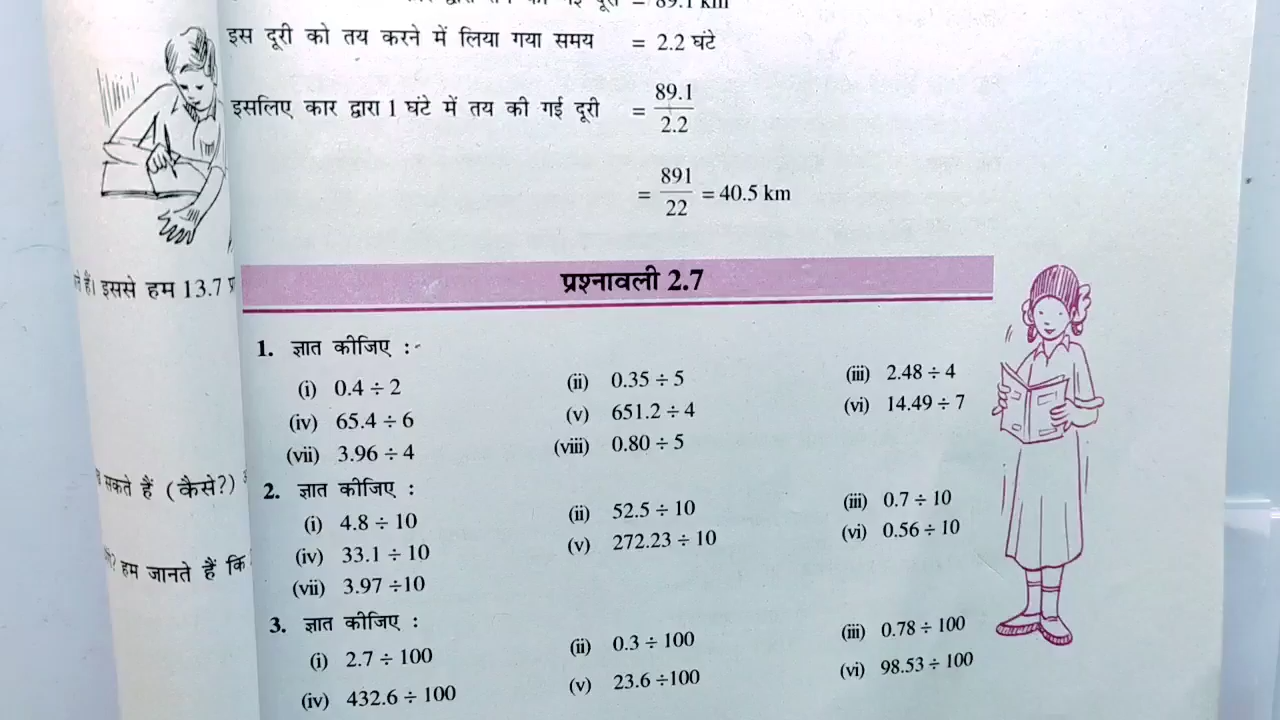 = 89.1 km
इस दूरी को तय करने में लिया गया समय = 2.2 घंटे
इसलिए कार द्वारा 1 घंटे में तय की गई दूरी = 89.1/2.2
= 891/22 = 40.5 km
हैं। इससे हम 13.7
प्रश्नावली 2.7
1. ज्ञात कीजिए :-
(i) 0.4 ÷ 2 (ii) 0.35 ÷ 5 (iii) 2.48 ÷ 4
(iv) 65.4 ÷ 6 (v) 651.2 ÷ 4 (vi) 14.49 ÷ 7
(vii) 3.96 ÷ 4 (viii) 0.80 ÷ 5
सकते हैं (कैसे?)
2. ज्ञात कीजिए :
(i) 4.8 ÷ 10 (ii) 52.5 ÷ 10 (iii) 0.7 ÷ 10
(iv) 33.1 ÷ 10 (v) 272.23 ÷ 10 (vi) 0.56 ÷ 10
हम जानते हैं कि
(vii) 3.97 ÷10
3. ज्ञात कीजिए :
(i) 2.7 ÷ 100 (ii) 0.3 ÷ 100 (iii) 0.78 ÷ 100
(iv) 432.6 ÷ 100 (v) 23.6 ÷100 (vi) 98.53 ÷ 100